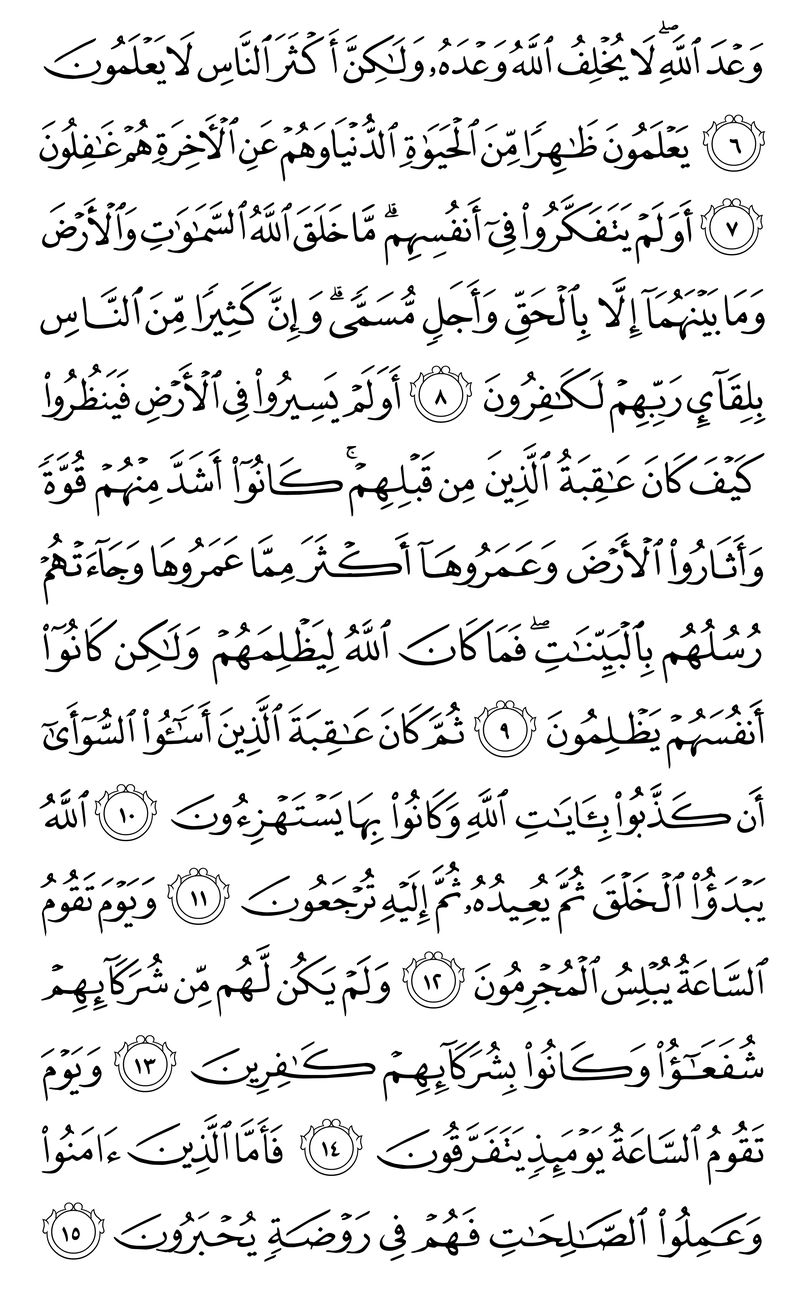 وَعْدَ ٱللَّهِ ۖ لَا يُخْلِفُ ٱللَّهُ وَعْدَهُۥ وَلَـٰكِنَّ أَكْثَرَ ٱلنَّاسِ لَا يَعْلَمُونَ
٦ يَعْلَمُونَ ظَـٰهِرًا مِّنَ ٱلْحَيَوٰةِ ٱلدُّنْيَا وَهُمْ عَنِ ٱلْـَٔاخِرَةِ هُمْ غَـٰفِلُونَ
٧ أَوَلَمْ يَتَفَكَّرُوا۟ فِىٓ أَنفُسِهِم ۗ مَّا خَلَقَ ٱللَّهُ ٱلسَّمَـٰوَٰتِ وَٱلْأَرْضَ
وَمَا بَيْنَهُمَآ إِلَّا بِٱلْحَقِّ وَأَجَلٍ مُّسَمًّى ۗ وَإِنَّ كَثِيرًا مِّنَ ٱلنَّاسِ
بِلِقَآئِ رَبِّهِمْ لَكَـٰفِرُونَ ٨ أَوَلَمْ يَسِيرُوا۟ فِى ٱلْأَرْضِ فَيَنظُرُوا۟
كَيْفَ كَانَ عَـٰقِبَةُ ٱلَّذِينَ مِن قَبْلِهِمْ ۚ كَانُوٓا۟ أَشَدَّ مِنْهُمْ قُوَّةً
وَأَثَارُوا۟ ٱلْأَرْضَ وَعَمَرُوهَآ أَكْثَرَ مِمَّا عَمَرُوهَا وَجَآءَتْهُمْ
رُسُلُهُم بِٱلْبَيِّنَـٰتِ ۖ فَمَا كَانَ ٱللَّهُ لِيَظْلِمَهُمْ وَلَـٰكِن كَانُوٓا۟
أَنفُسَهُمْ يَظْلِمُونَ ٩ ثُمَّ كَانَ عَـٰقِبَةَ ٱلَّذِينَ أَسَـٰٓـُٔوا۟ ٱلسُّوٓأَىٰٓ
أَن كَذَّبُوا۟ بِـَٔايَـٰتِ ٱللَّهِ وَكَانُوا۟ بِهَا يَسْتَهْزِءُونَ ١٠ ٱللَّهُ
يَبْدَؤُا۟ ٱلْخَلْقَ ثُمَّ يُعِيدُهُۥ ثُمَّ إِلَيْهِ تُرْجَعُونَ ١١ وَيَوْمَ تَقُومُ
ٱلسَّاعَةُ يُبْلِسُ ٱلْمُجْرِمُونَ ١٢ وَلَمْ يَكُن لَّهُم مِّن شُرَكَآئِهِمْ
شُفَعَـٰٓؤُا۟ وَكَانُوا۟ بِشُرَكَآئِهِمْ كَـٰفِرِينَ ١٣ وَيَوْمَ
تَقُومُ ٱلسَّاعَةُ يَوْمَئِذٍ يَتَفَرَّقُونَ ١٤ فَأَمَّا ٱلَّذِينَ ءَامَنُوا۟
وَعَمِلُوا۟ ٱلصَّـٰلِحَـٰتِ فَهُمْ فِى رَوْضَةٍ يُحْبَرُونَ ١٥